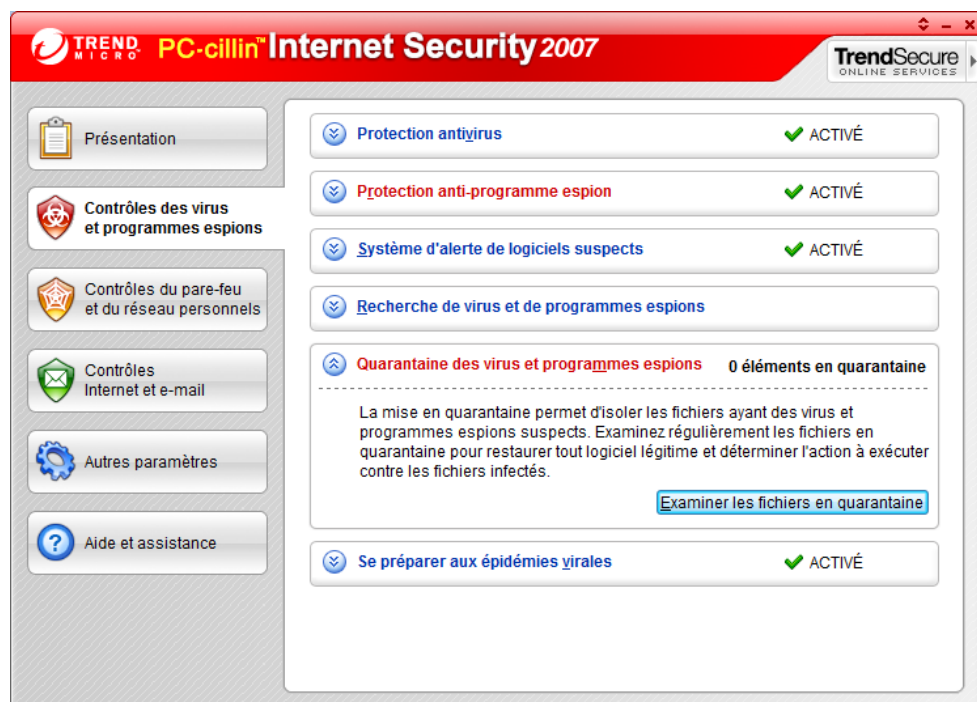 TREND MICRO PC-cillin™ Internet Security 2007
TrendSecure
ONLINE SERVICES
Présentation
Contrôles des virus
et programmes espions
Contrôles du pare-feu
et du réseau personnels
Contrôles
Internet et e-mail
Autres paramètres
Aide et assistance
Protection antivirus ACTIVÉ
Protection anti-programme espion ACTIVÉ
Système d'alerte de logiciels suspects ACTIVÉ
Recherche de virus et de programmes espions
Quarantaine des virus et programmes espions 0 éléments en quarantaine
La mise en quarantaine permet d'isoler les fichiers ayant des virus et
programmes espions suspects. Examinez régulièrement les fichiers en
quarantaine pour restaurer tout logiciel légitime et déterminer l'action à exécuter
contre les fichiers infectés.
Examiner les fichiers en quarantaine
Se préparer aux épidémies virales ACTIVÉ